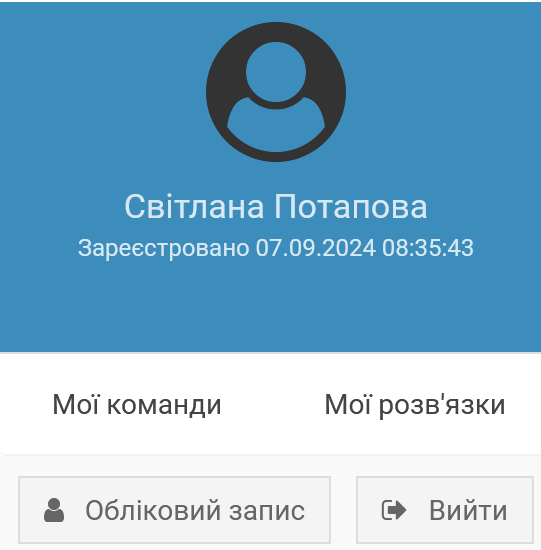 Світлана Потапова
Зареєстровано 07.09.2024 08:35:43
Мої команди
Мої розв'язки
Обліковий запис
Вийти